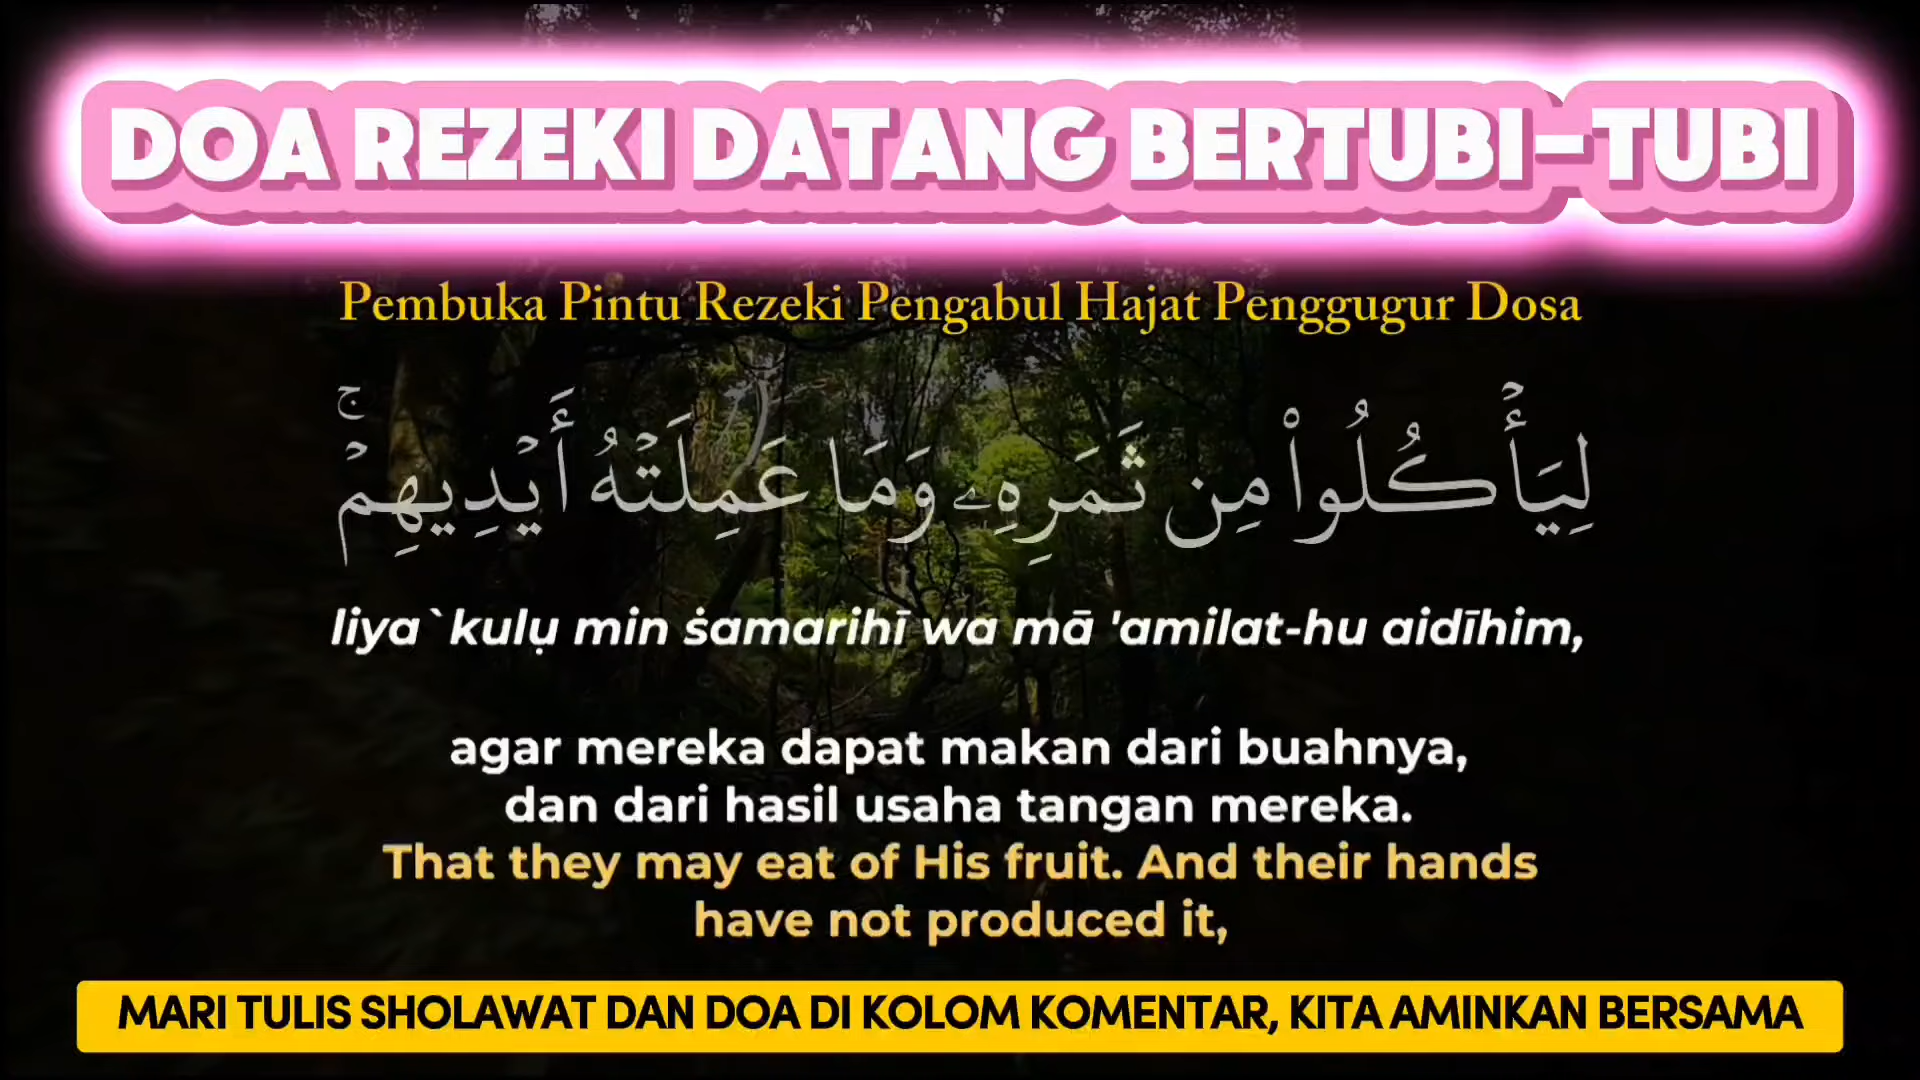 DOA REZEKI DATANG BERTUBI-TUBI
Pembuka Pintu Rezeki Pengabul Hajat Penggugur Dosa
لِيَأۡكُلُواْ مِن ثَمَرِهِۦ وَمَا عَمِلَتۡهُ أَيۡدِيهِمۡۚ
liya`kulụ min ṡamarihī wa mā 'amilat-hu aidīhim,
agar mereka dapat makan dari buahnya,
dan dari hasil usaha tangan mereka.
That they may eat of His fruit. And their hands
have not produced it,
MARI TULIS SHOLAWAT DAN DOA DI KOLOM KOMENTAR, KITA AMINKAN BERSAMA